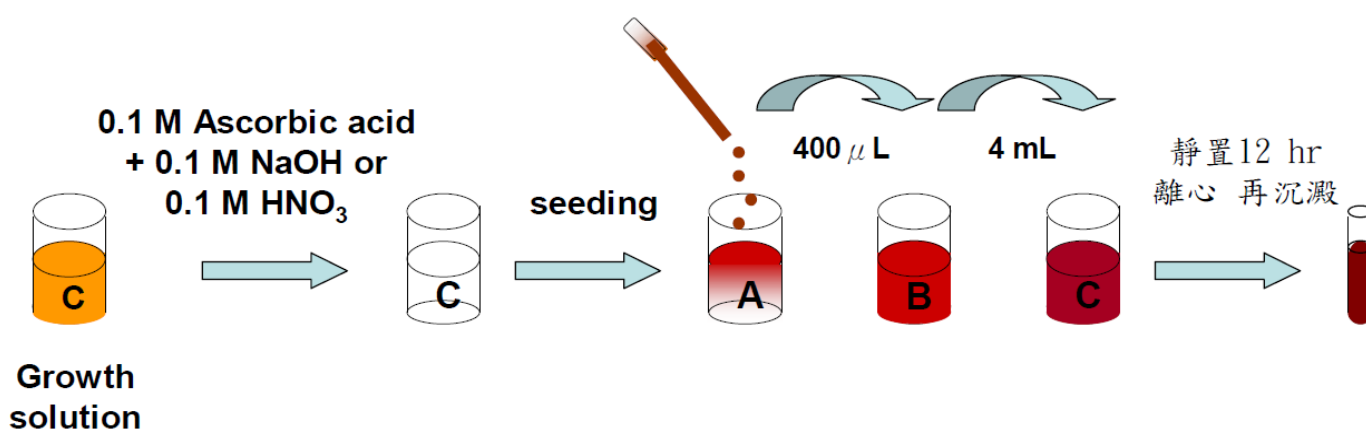 0.1 M Ascorbic acid
+ 0.1 M NaOH or
0.1 M HNO₃
C
Growth
solution
C
seeding
A
400 μ L
B
4 mL
C
靜置12 hr
離心 再沉澱